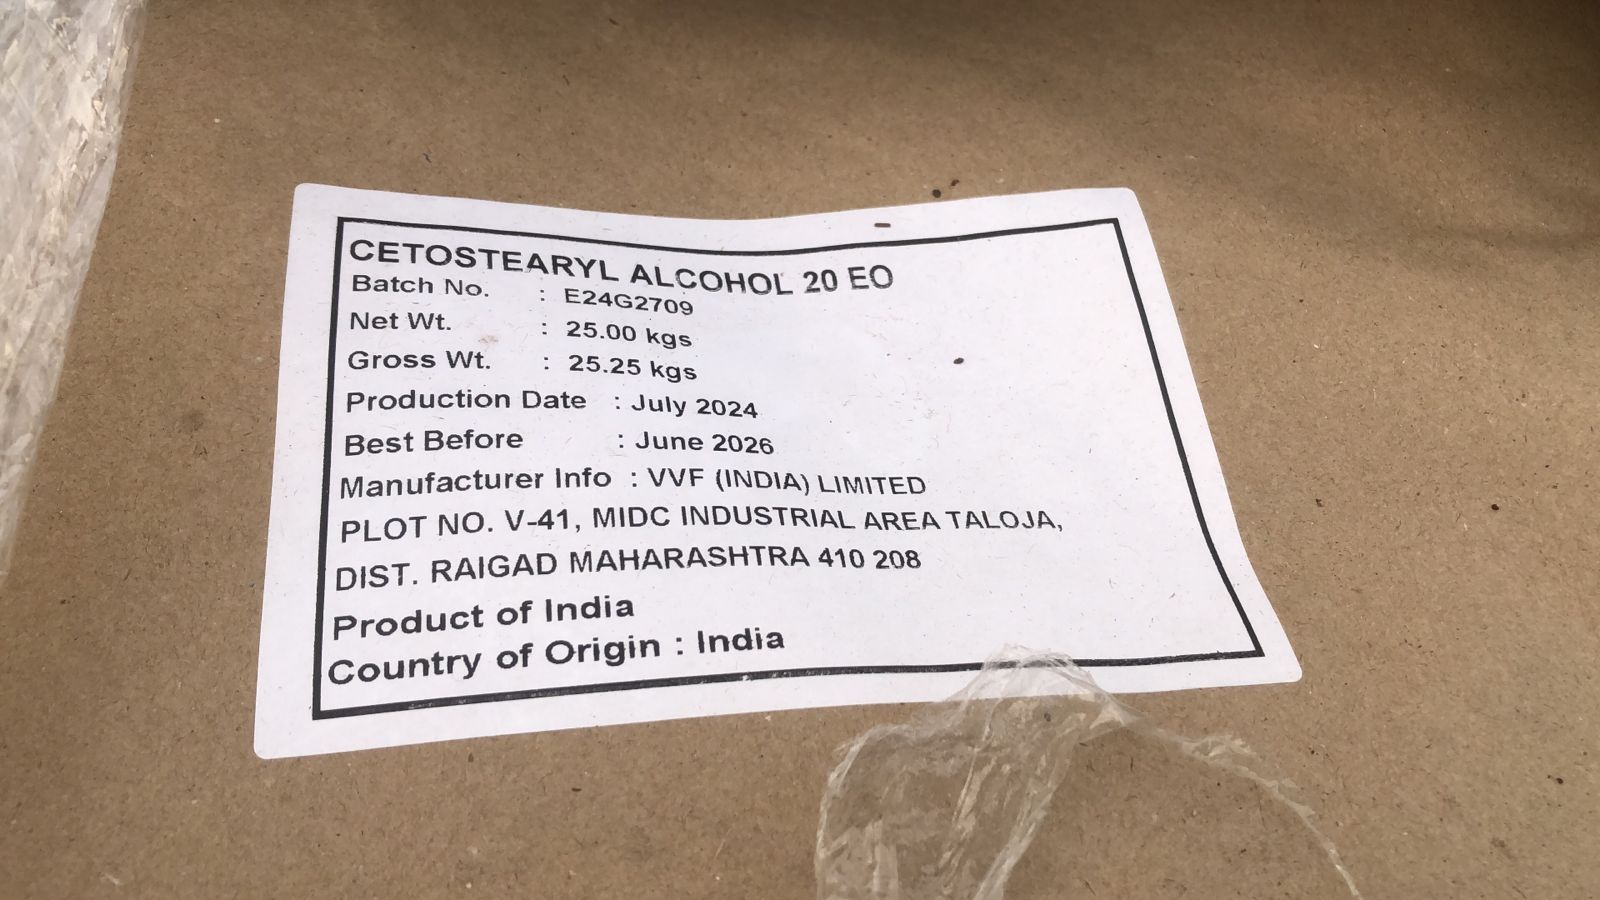 CETOSTEARYL ALCOHOL 20 EO
Batch No. : E24G2709
Net Wt. : 25.00 kgs
Gross Wt. : 25.25 kgs
Production Date : July 2024
Best Before : June 2026
Manufacturer Info : VVF (INDIA) LIMITED
PLOT NO. V-41, MIDC INDUSTRIAL AREA TALOJA,
DIST. RAIGAD MAHARASHTRA 410 208
Product of India
Country of Origin : India